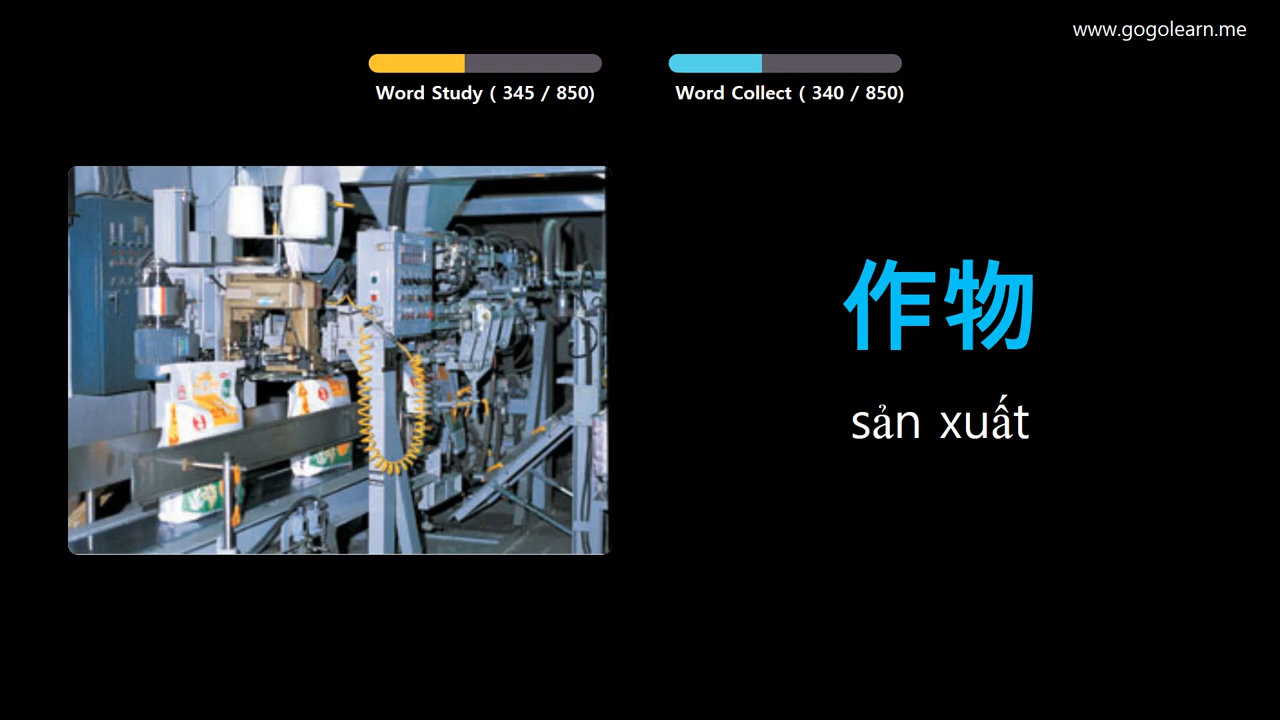 www.gogolearn.me
Word Study ( 345 / 850)
Word Collect ( 340 / 850)
作物
sản xuất